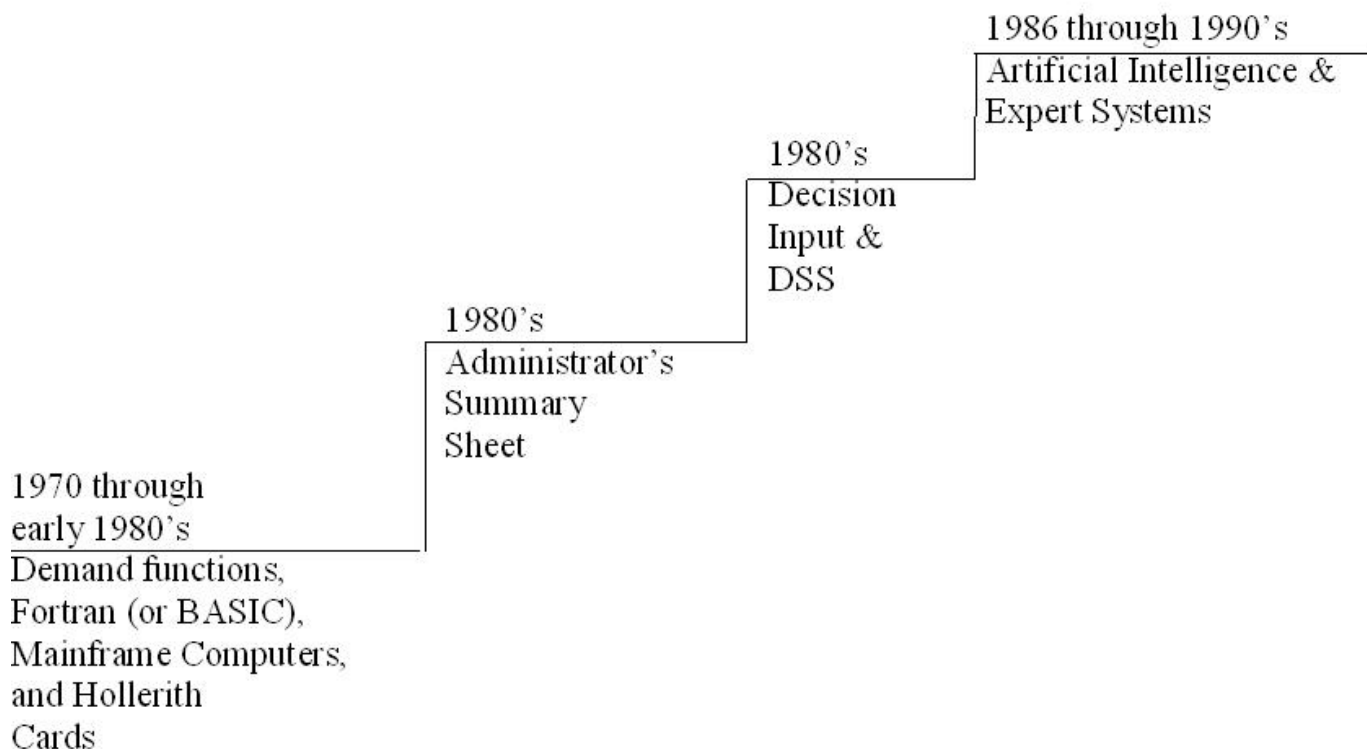 1970 through
early 1980’s
Demand functions,
Fortran (or BASIC),
Mainframe Computers,
and Hollerith
Cards
1980’s
Administrator’s
Summary
Sheet
1980’s
Decision
Input &
DSS
1986 through 1990’s
Artificial Intelligence &
Expert Systems